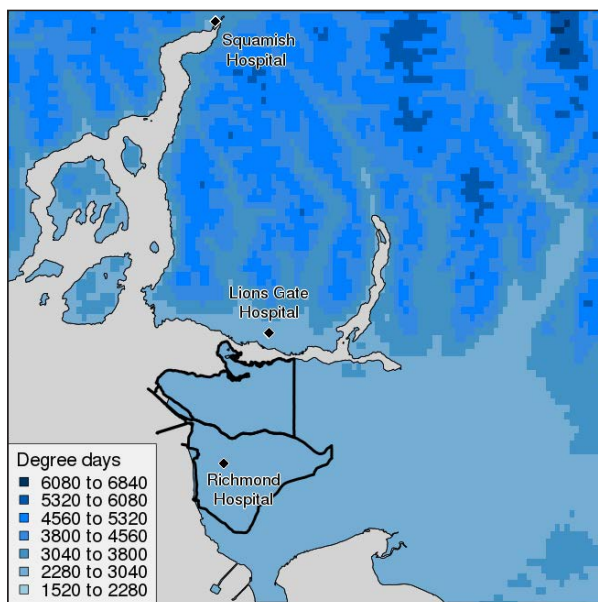 Squamish
Hospital
Lions Gate
Hospital
Richmond
Hospital
Degree days
6080 to 6840
5320 to 6080
4560 to 5320
3800 to 4560
3040 to 3800
2280 to 3040
1520 to 2280